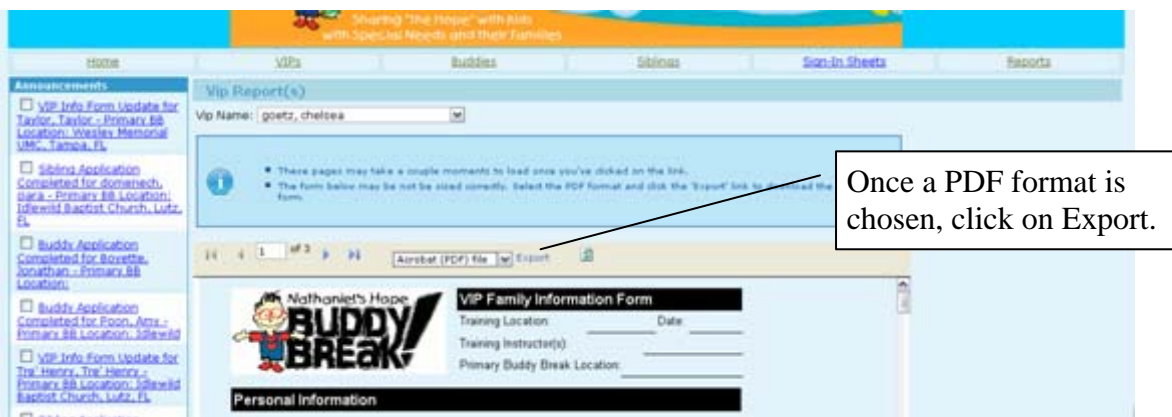 Sharing "The Hope" with Kids
with Special Needs and their Families
Home VIPs Buddies Siblings Sign-In Sheets Reports
Announcements
VIP Info Form Update for
Taylor, Taylor - Primary BB
Location: Wesley Memorial
UMC, Tampa, FL
Sibling Application
Completed for domenech,
- Primary BB Location:
Idlewild Baptist Church, Lutz,
FL
Buddy Application
Completed for Boyette,
Jonathan - Primary BB
Location:
Buddy Application
Completed for Poon, Amy -
Primary BB Location: Idlewild
VIP Info Form Update for
Tre' Henry, Tre' Henry -
Primary BB Location: Idlewild
Baptist Church, Lutz, FL
Sibling Application
Vip Report(s)
Vip Name: goetz, chelsea
These pages may take a couple moments to load once you've clicked on the link.
The form below may be not be sized correctly. Select the PDF format and click the 'Export' link to download the
form.
Once a PDF format is
chosen, click on Export.
1 of 3 Acrobat (PDF) file Export
Nathaniel's Hope
BUDDY
BREAK!
VIP Family Information Form
Training Location: Date:
Training Instructor(s):
Primary Buddy Break Location:
Personal Information